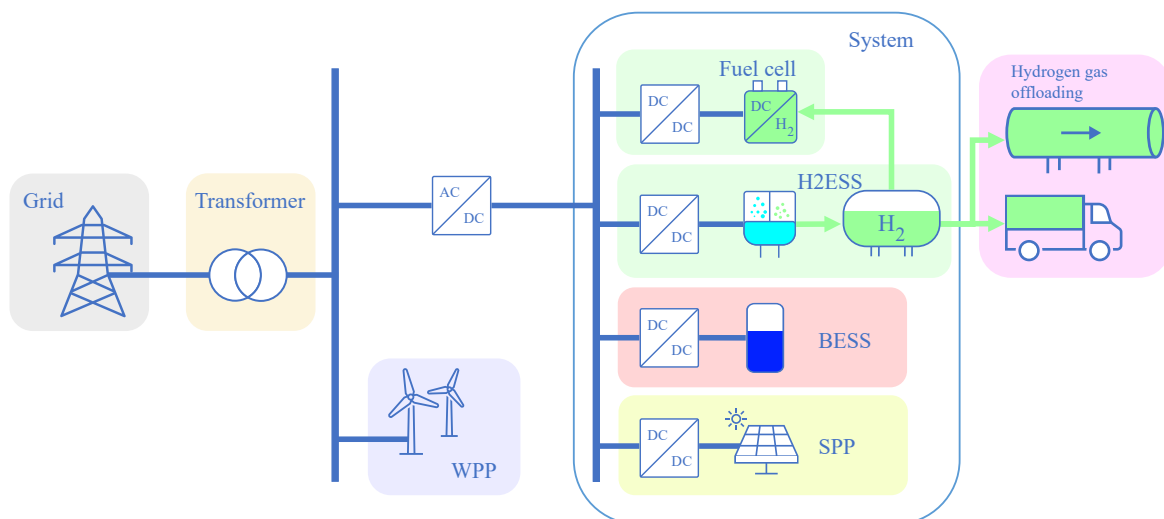 System
Fuel cell
Hydrogen gas
offloading
DC
DC
DC
H2
Grid
Transformer
AC
DC
H2ESS
DC
DC
H2
DC
DC
BESS
DC
DC
SPP
WPP